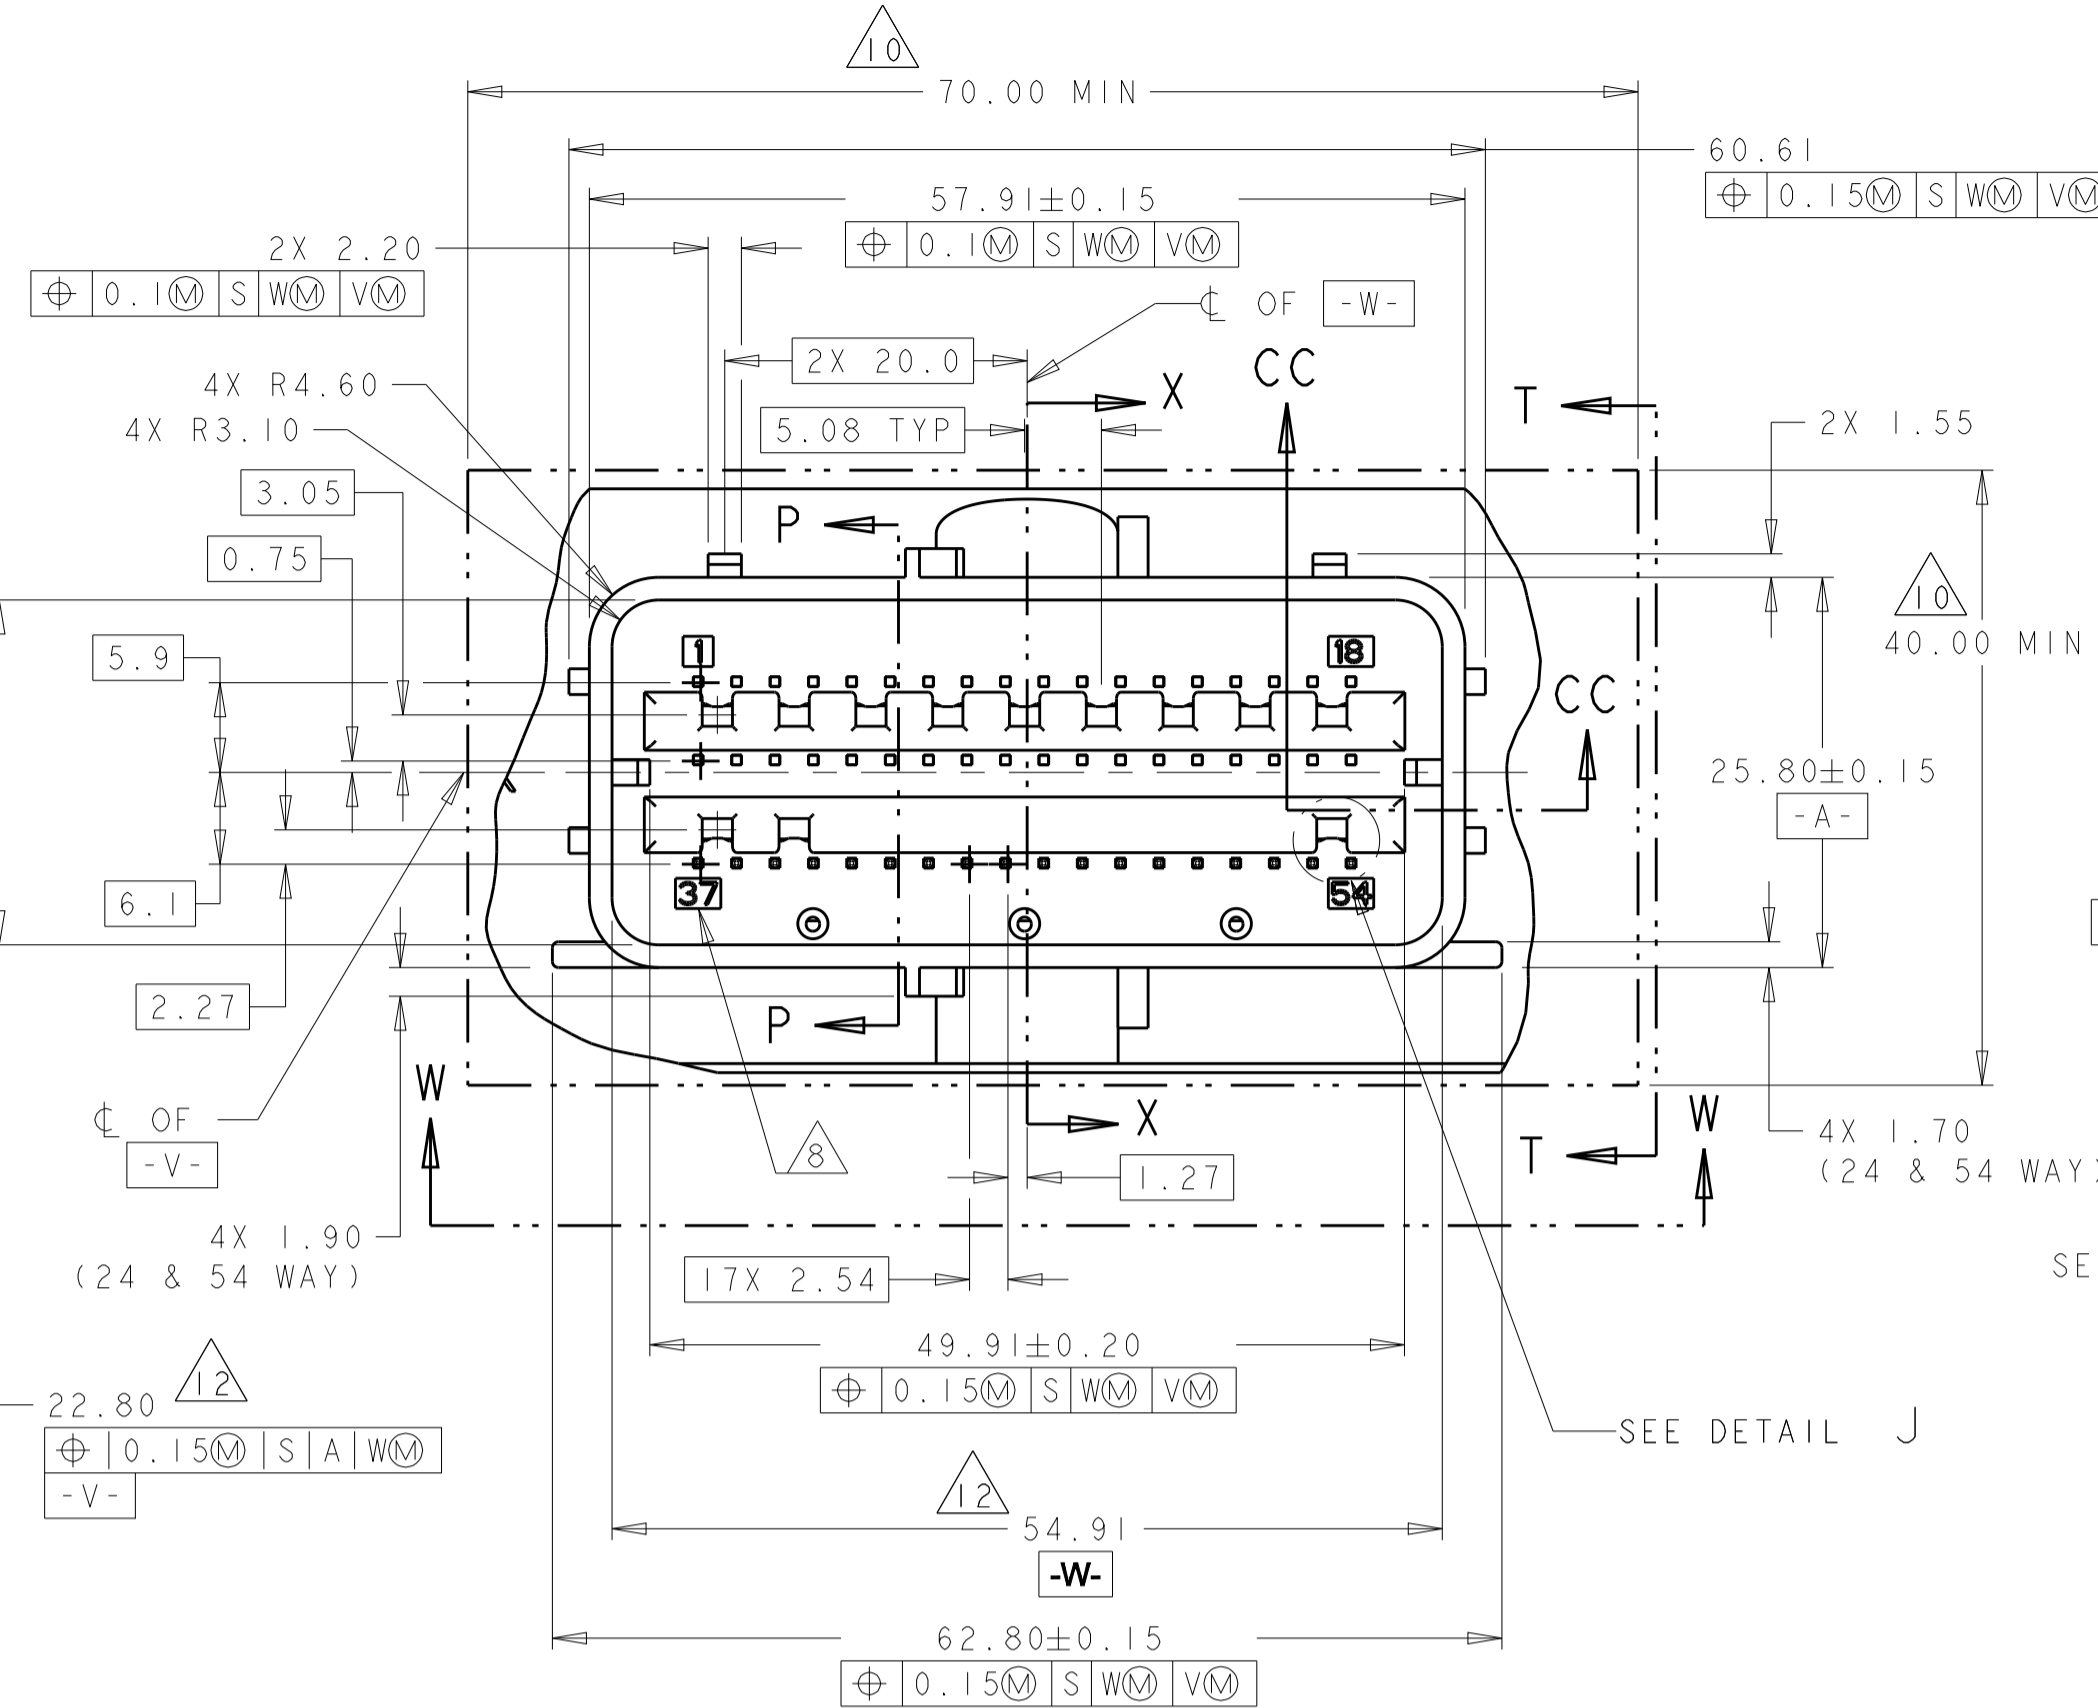 10
70.00 MIN
60.61
⌖ 0.15Ⓜ S WⓂ VⓂ
57.91±0.15
⌖ 0.1Ⓜ S WⓂ VⓂ
2X 2.20
⌖ 0.1Ⓜ S WⓂ VⓂ
℄ OF -W-
2X 20.0
CC
4X R4.60
X
T
4X R3.10
5.08 TYP
2X 1.55
3.05
P
0.75
10
40.00 MIN
5.9
1
18
CC
25.80±0.15
-A-
6.1
37
54
2.27
P
W
℄ OF
-V-
X
W
T
4X 1.70
(24 & 54 WAY)
8
1.27
4X 1.90
(24 & 54 WAY)
17X 2.54
SE
49.91±0.20
⌖ 0.15Ⓜ S WⓂ VⓂ
12
22.80
⌖ 0.15Ⓜ S A WⓂ
-V-
SEE DETAIL J
12
54.91
-W-
62.80±0.15
⌖ 0.15Ⓜ S WⓂ VⓂ